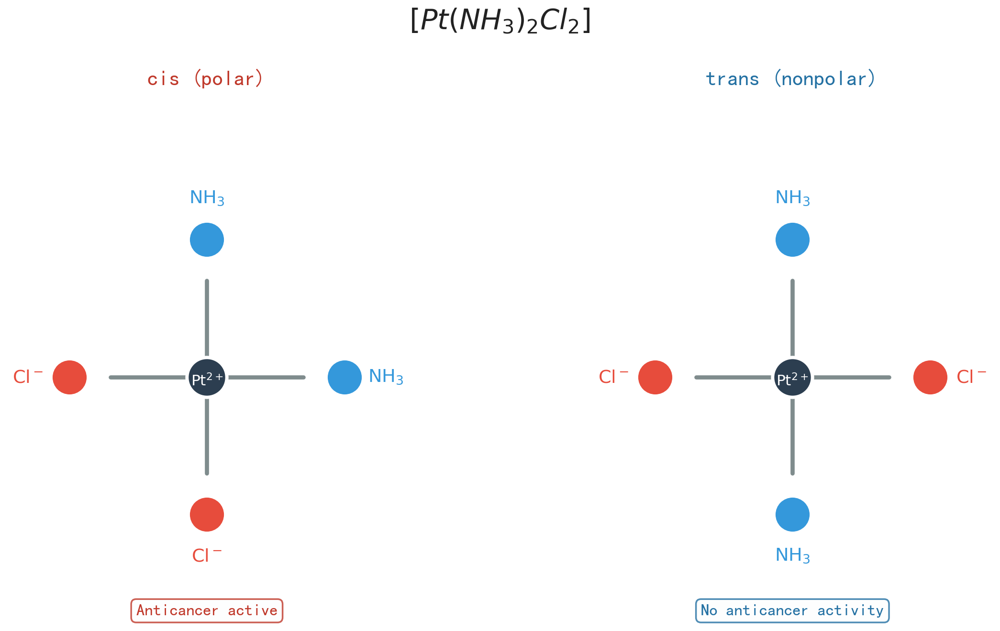 [Pt(NH₃)₂Cl₂]
cis (polar)
trans (nonpolar)
NH₃
NH₃
Cl⁻
Pt²⁺
NH₃
Cl⁻
Pt²⁺
Cl⁻
Cl⁻
NH₃
Anticancer active
No anticancer activity